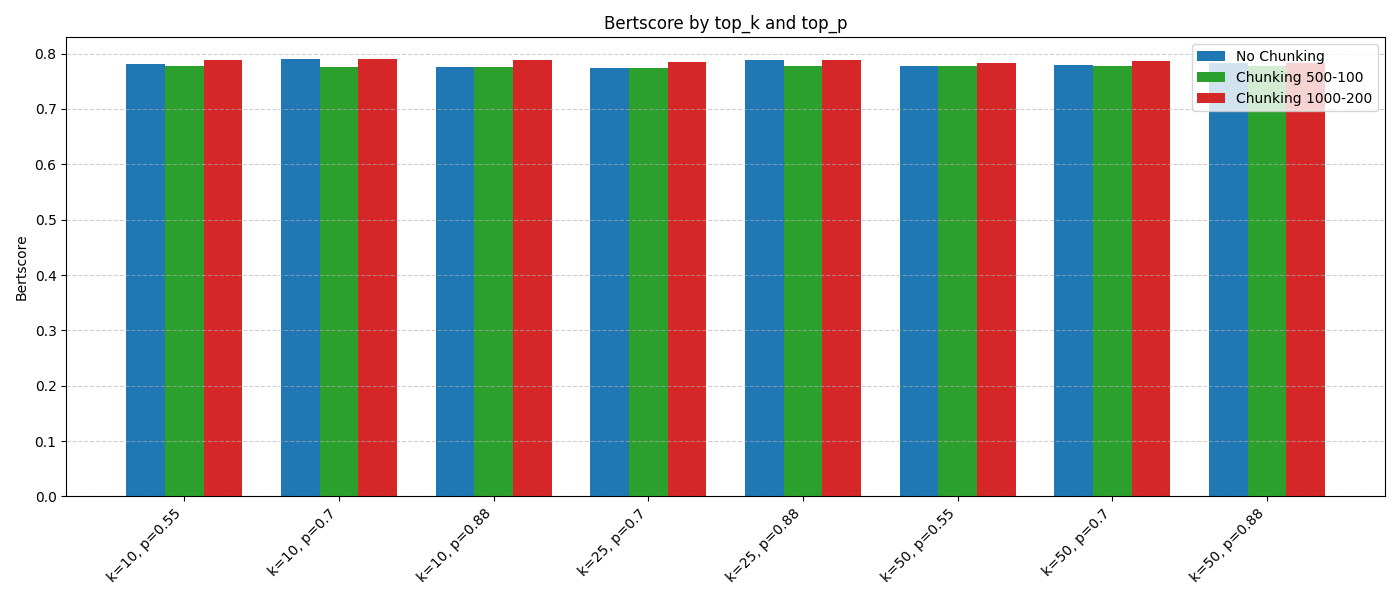 Bertscore by top_k and top_p
No Chunking
Chunking 500-100
Chunking 1000-200
Bertscore
0.8
0.7
0.6
0.5
0.4
0.3
0.2
0.1
0.0
k=10, p=0.55
k=10, p=0.7
k=10, p=0.88
k=25, p=0.7
k=25, p=0.88
k=50, p=0.55
k=50, p=0.7
k=50, p=0.88